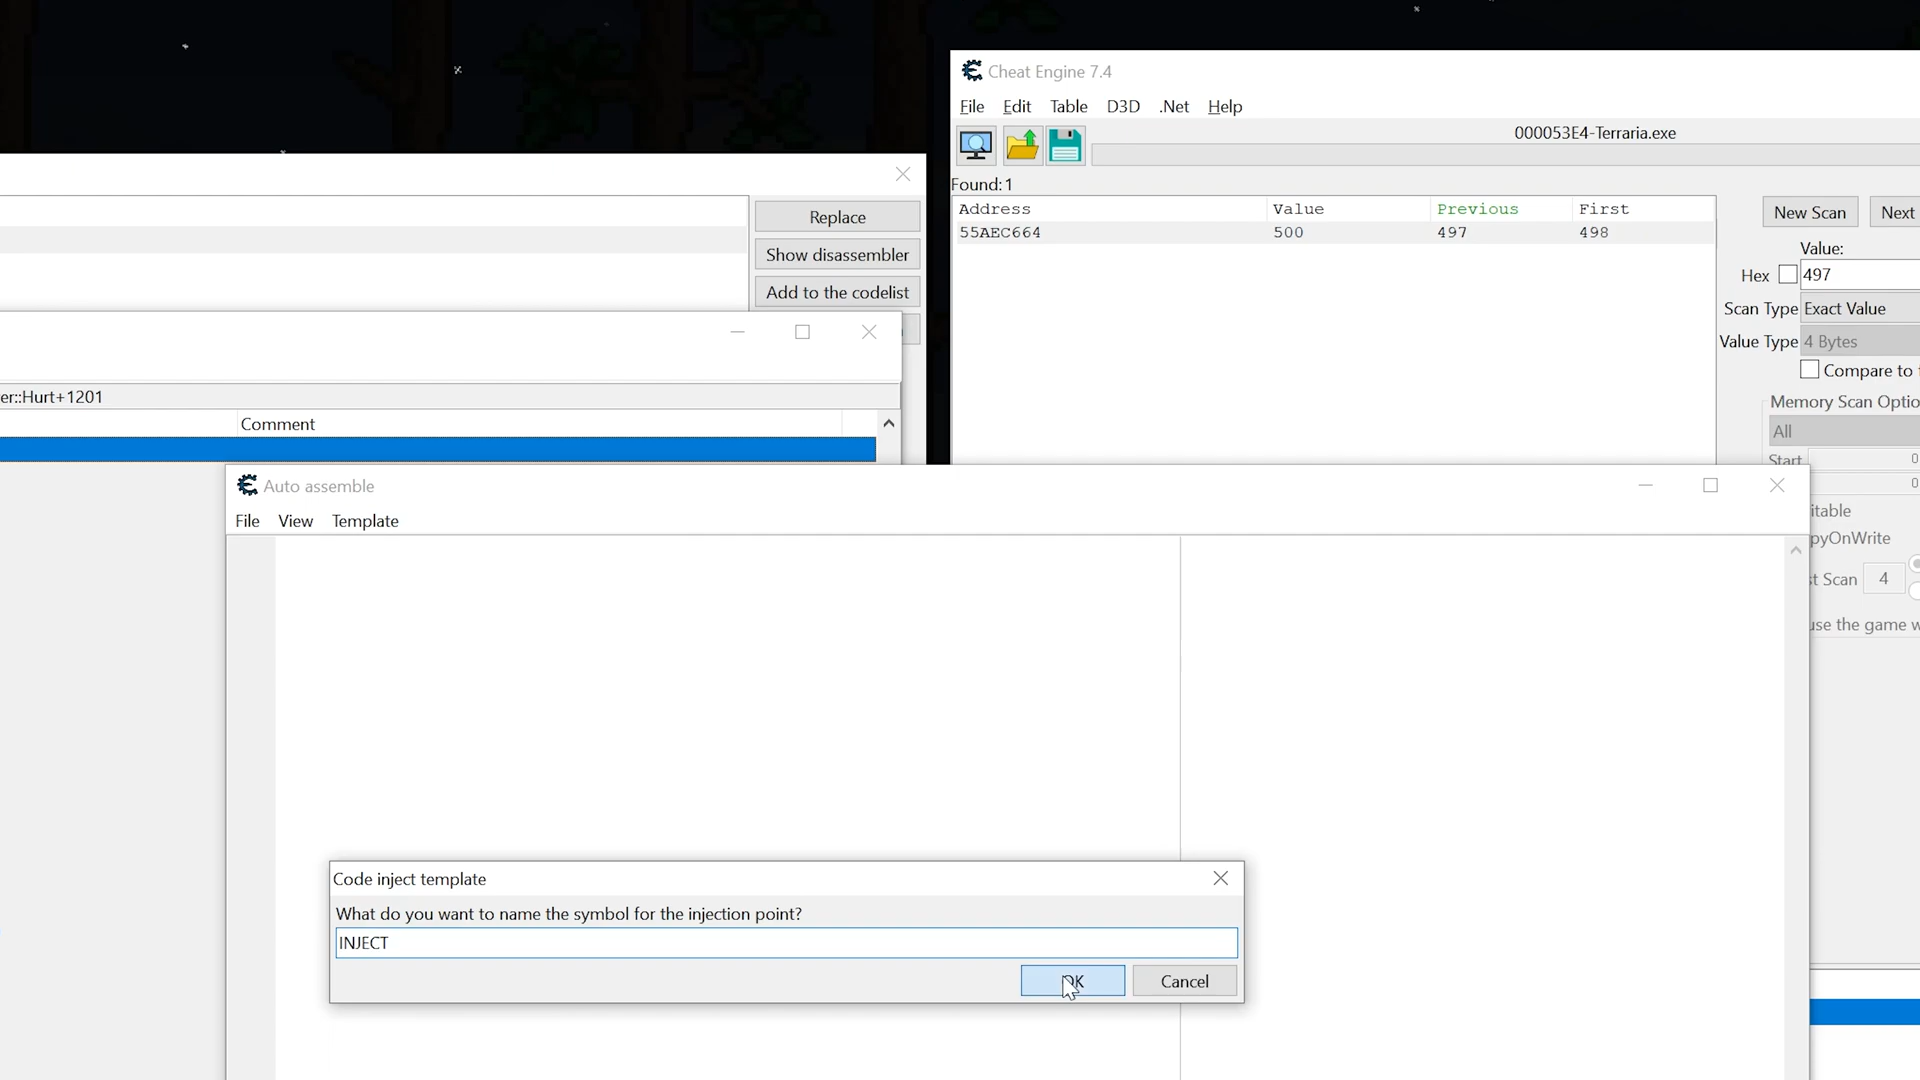 Cheat Engine 7.4
File Edit Table D3D .Net Help
000053E4-Terraria.exe
Found: 1
Address Value Previous First
55AEC664 500 497 498
New Scan Next
Value:
Hex 497
Scan Type Exact Value
Value Type 4 Bytes
Compare to
Memory Scan Optio
All
Start 0
0
itable
pyOnWrite
st Scan 4
use the game w
Replace
Show disassembler
Add to the codelist
er::Hurt+1201
Comment
Auto assemble
File View Template
Code inject template
What do you want to name the symbol for the injection point?
INJECT
OK Cancel